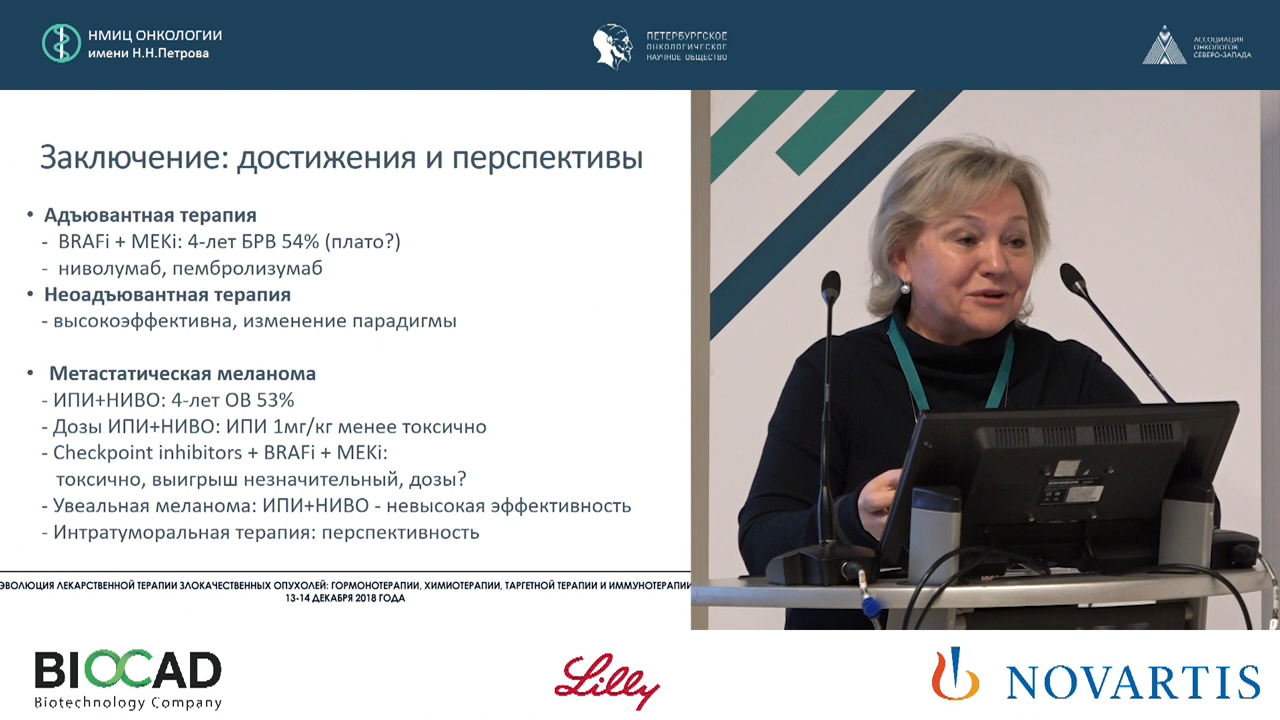 НМИЦ ОНКОЛОГИИ
имени Н.Н.Петрова
ПЕТЕРБУРГСКОЕ
ОНКОЛОГИЧЕСКОЕ
НАУЧНОЕ ОБЩЕСТВО
АССОЦИАЦИЯ
ОНКОЛОГОВ
СЕВЕРО-ЗАПАДА
Заключение: достижения и перспективы
• Адъювантная терапия
- BRAFi + MEKi: 4-лет БРВ 54% (плато?)
- ниволумаб, пембролизумаб
• Неоадъювантная терапия
- высокоэффективна, изменение парадигмы
• Метастатическая меланома
- ИПИ+НИВО: 4-лет ОВ 53%
- Дозы ИПИ+НИВО: ИПИ 1мг/кг менее токсично
- Checkpoint inhibitors + BRAFi + MEKi:
токсично, выигрыш незначительный, дозы?
- Увеальная меланома: ИПИ+НИВО - невысокая эффективность
- Интратуморальная терапия: перспективность
ЭВОЛЮЦИЯ ЛЕКАРСТВЕННОЙ ТЕРАПИИ ЗЛОКАЧЕСТВЕННЫХ ОПУХОЛЕЙ: ГОРМОНОТЕРАПИИ, ХИМИОТЕРАПИИ, ТАРГЕТНОЙ ТЕРАПИИ И ИММУНОТЕРАПИИ
13-14 ДЕКАБРЯ 2018 ГОДА
BIOCAD
Biotechnology Company
Lilly
NOVARTIS